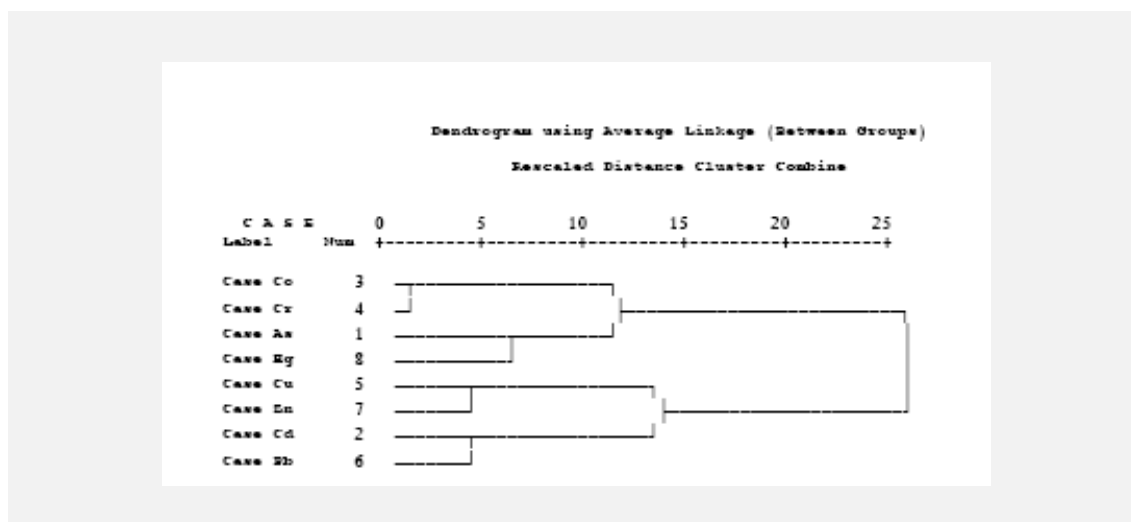 Dendrogram using Average Linkage (Between Groups)
Rescaled Distance Cluster Combine
C A S E 0 5 10 15 20 25
Label Num +---------+---------+---------+---------+---------+
Case Co 3
Case Cr 4
Case As 1
Case Hg 8
Case Cu 5
Case Zn 7
Case Cd 2
Case Pb 6